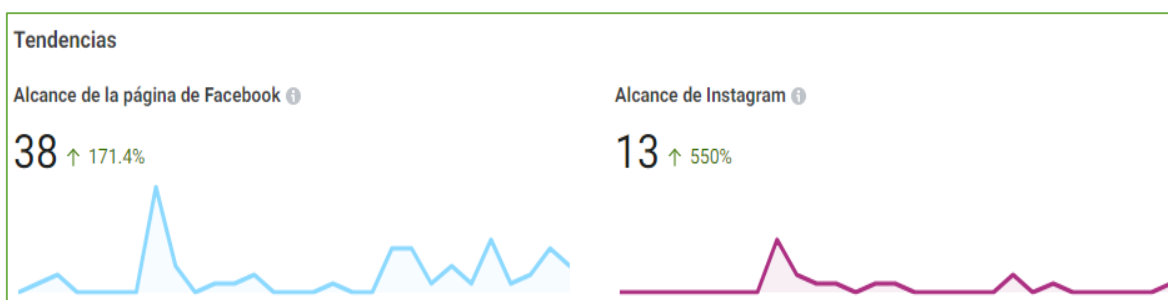 Tendencias
Alcance de la página de Facebook
38 ↑ 171.4%
Alcance de Instagram
13 ↑ 550%